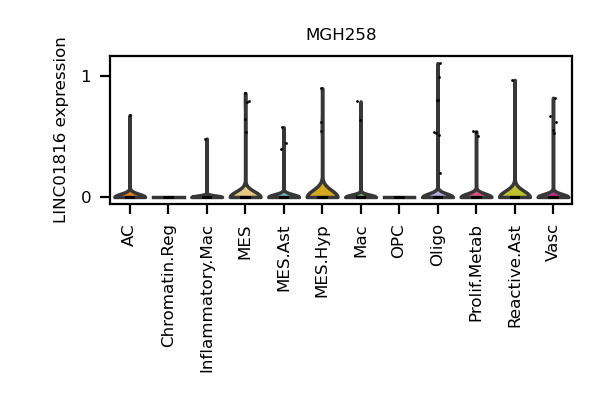 MGH258
LINC01816 expression
1
0
AC
Chromatin.Reg
Inflammatory.Mac
MES
MES.Ast
MES.Hyp
Mac
OPC
Oligo
Prolif.Metab
Reactive.Ast
Vasc